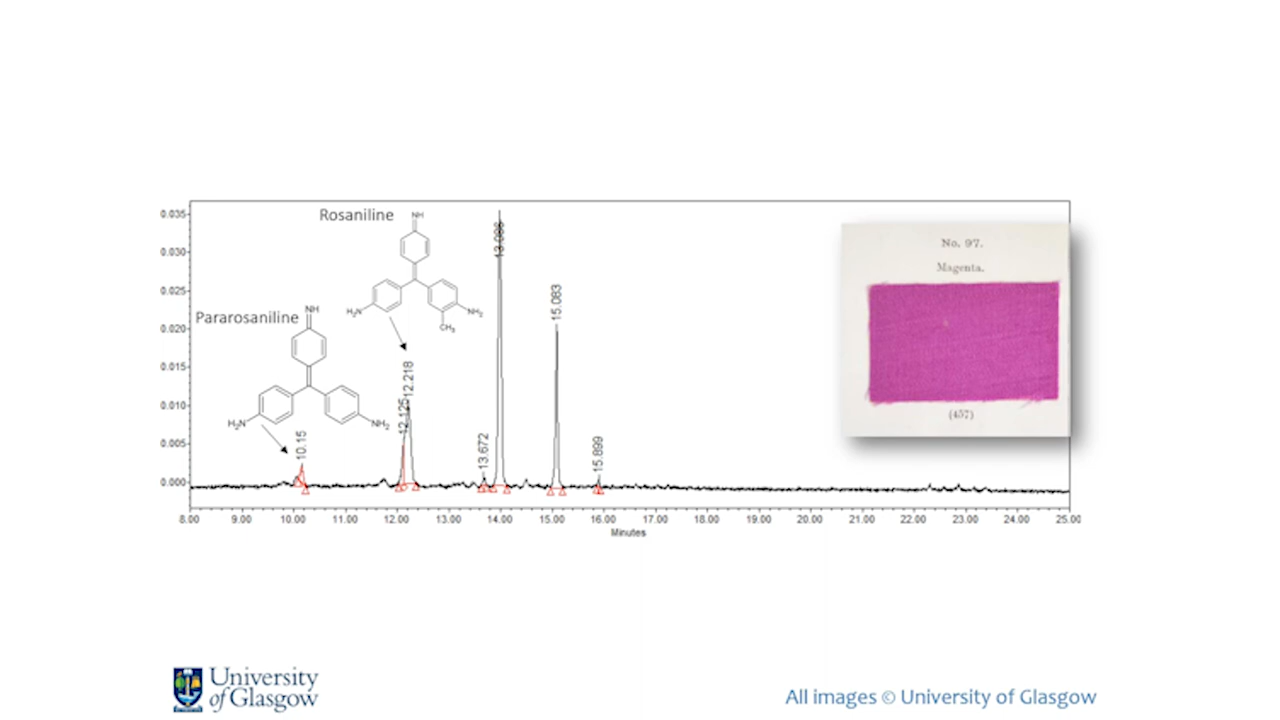 Rosaniline
NH
H₂N
NH₂
CH₃
Pararosaniline
NH
H₂N
NH₂
0.035
0.030
0.025
0.020
0.015
0.010
0.005
0.000
10.15
12.125
12.218
13.672
15.083
15.899
8.00 9.00 10.00 11.00 12.00 13.00 14.00 15.00 16.00 17.00 18.00 19.00 20.00 21.00 22.00 23.00 24.00 25.00
Minutes
No. 97.
Magenta.
(457)
University
of Glasgow
All images © University of Glasgow